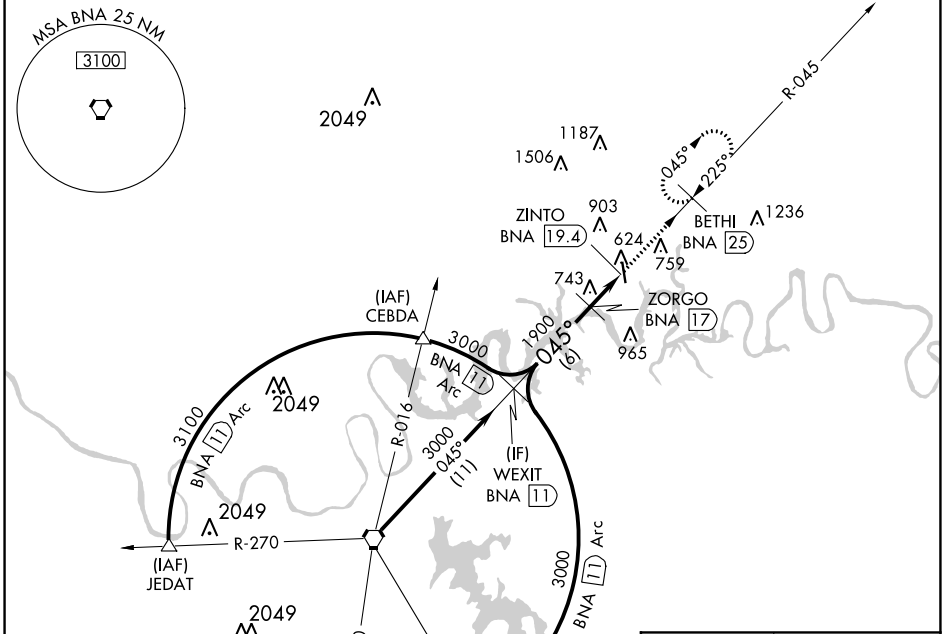 MSA BNA 25 NM
3100
2049
1187
1506
R-045
045°
225°
ZINTO
BNA 19.4
903
624
759
BETHI
BNA 25
1236
743
ZORGO
BNA 17
965
(IAF)
CEBDA
3000
BNA 11
Arc
1900
045°
(6)
2049
3100
BNA 11 Arc
R-016
3000
045°
(11)
(IF)
WEXIT
BNA 11
2049
R-270
(IAF)
JEDAT
3000
BNA 11 Arc
2049